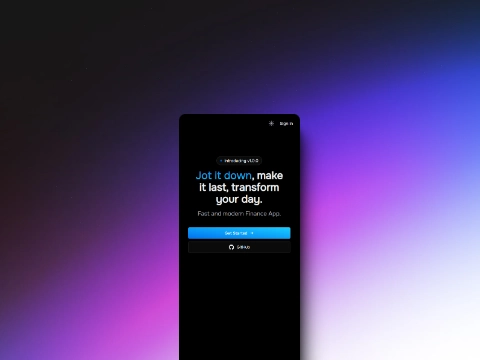 Sign in
Introducing v1.0.0
Jot it down, make
it last, transform
your day.
Fast and modern Finance App.
Get Started →
GitHub